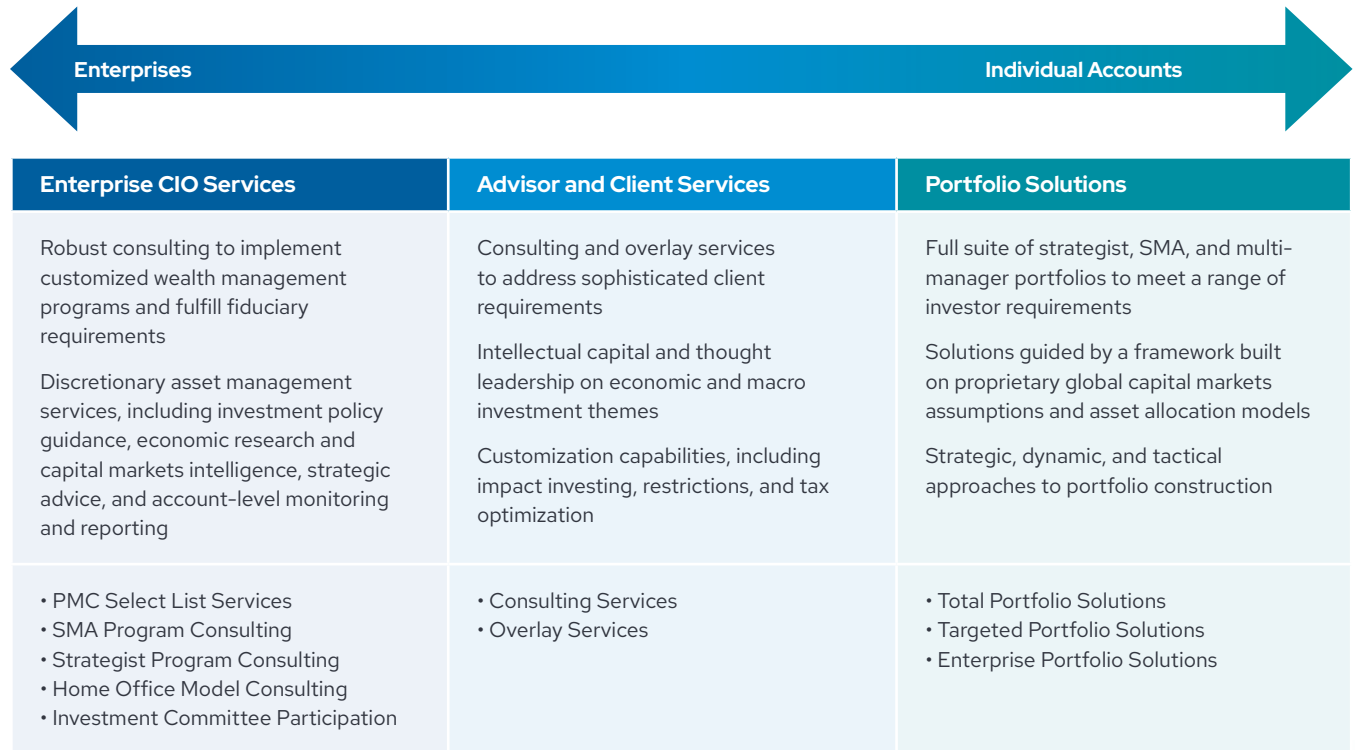 Enterprises
Individual Accounts
Enterprise CIO Services
Robust consulting to implement
customized wealth management
programs and fulfill fiduciary
requirements
Discretionary asset management
services, including investment policy
guidance, economic research and
capital markets intelligence, strategic
advice, and account-level monitoring
and reporting
• PMC Select List Services
• SMA Program Consulting
• Strategist Program Consulting
• Home Office Model Consulting
• Investment Committee Participation
Advisor and Client Services
Consulting and overlay services
to address sophisticated client
requirements
Intellectual capital and thought
leadership on economic and macro
investment themes
Customization capabilities, including
impact investing, restrictions, and tax
optimization
• Consulting Services
• Overlay Services
Portfolio Solutions
Full suite of strategist, SMA, and multi-
manager portfolios to meet a range of
investor requirements
Solutions guided by a framework built
on proprietary global capital markets
assumptions and asset allocation models
Strategic, dynamic, and tactical
approaches to portfolio construction
• Total Portfolio Solutions
• Targeted Portfolio Solutions
• Enterprise Portfolio Solutions